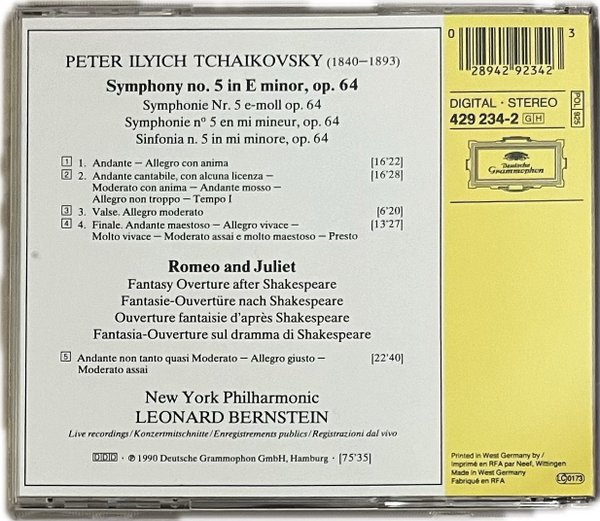 PETER ILYICH TCHAIKOVSKY (1840–1893)
Symphony no. 5 in E minor, op. 64
Symphonie Nr. 5 e-moll op. 64
Symphonie n° 5 en mi mineur, op. 64
Sinfonia n. 5 in mi minore, op. 64
1 1. Andante – Allegro con anima [16'22]
2 2. Andante cantabile, con alcuna licenza – [16'28]
Moderato con anima – Andante mosso –
Allegro non troppo – Tempo I
3 3. Valse. Allegro moderato [6'20]
4 4. Finale. Andante maestoso – Allegro vivace – [13'27]
Molto vivace – Moderato assai e molto maestoso – Presto
Romeo and Juliet
Fantasy Overture after Shakespeare
Fantasie-Ouvertüre nach Shakespeare
Ouverture fantaisie d'après Shakespeare
Fantasia-Ouverture sul dramma di Shakespeare
5 Andante non tanto quasi Moderato – Allegro giusto – [22'40]
Moderato assai
New York Philharmonic
LEONARD BERNSTEIN
Live recordings/Konzertmitschnitte/Enregistrements publics/Registrazioni dal vivo
DDD · ℗ 1990 Deutsche Grammophon GmbH, Hamburg · [75'35]
0 28942 92342 3
DIGITAL · STEREO
429 234-2 GH
POL 925
Deutsche
Grammophon
Printed in West Germany by /
Imprimé en RFA par Neef, Wittingen
Made in West Germany
Fabriqué en RFA
LC 0173